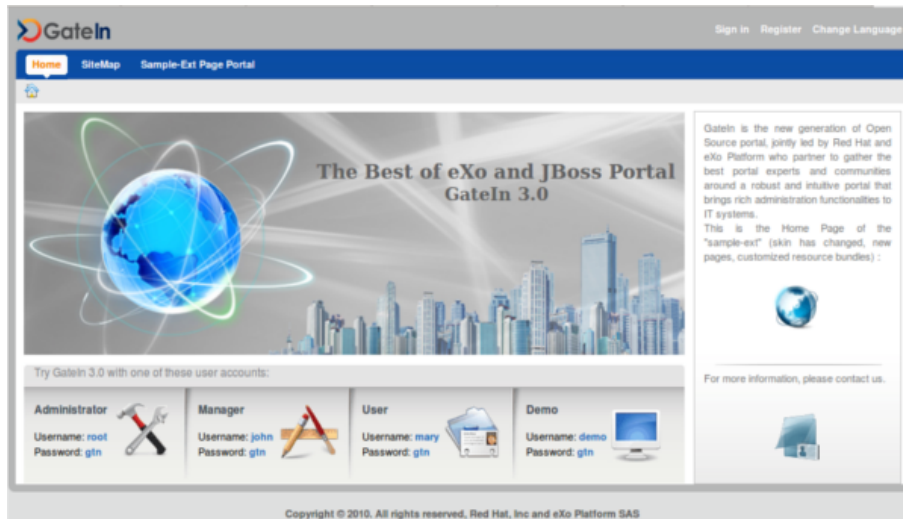 GateIn
Sign in Register Change Language
Home SiteMap Sample-Ext Page Portal
The Best of eXo and JBoss Portal
GateIn 3.0
GateIn is the new generation of Open
Source portal, jointly led by Red Hat and
eXo Platform who partner to gather the
best portal experts and communities
around a robust and intuitive portal that
brings rich administration functionalities to
IT systems.
This is the Home Page of the
"sample-ext" (skin has changed, new
pages, customized resource bundles) :
For more information, please contact us.
Try GateIn 3.0 with one of these user accounts:
Administrator
Username: root
Password: gtn
Manager
Username: john
Password: gtn
User
Username: mary
Password: gtn
Demo
Username: demo
Password: gtn
Copyright © 2010. All rights reserved, Red Hat, Inc and eXo Platform SAS